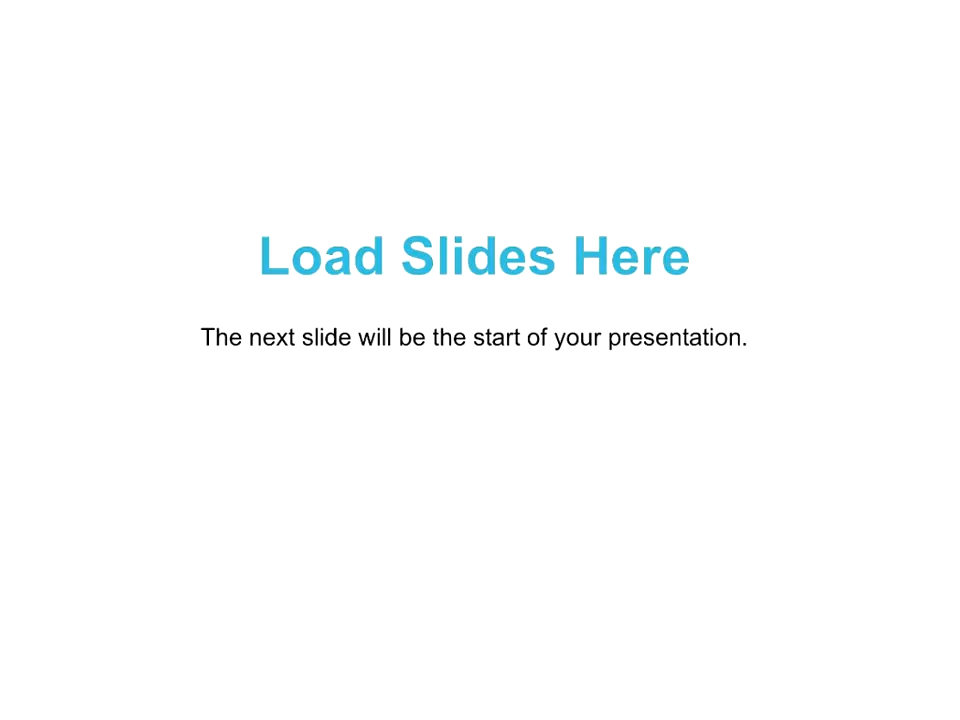 Load Slides Here
The next slide will be the start of your presentation.